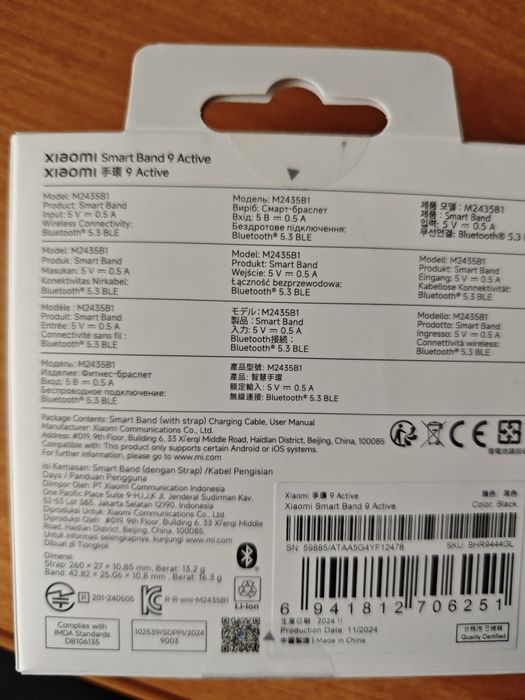 xiaomi Smart Band 9 Active
xiaomi 手環 9 Active
Model: M2435B1
Product: Smart Band
Input: 5 V ⎓ 0.5 A
Wireless Connectivity:
Bluetooth® 5.3 BLE
Модель: M2435B1
Виріб: Смарт-браслет
Вхід: 5 В ⎓ 0.5 A
Бездротове підключення:
Bluetooth® 5.3 BLE
제품 모델 : M2435B1
제품 : Smart Band
입력 : 5 V ⎓ 0.5 A
무선연결: Bluetooth® 5.3
Model: M2435B1
Produk: Smart Band
Masukan: 5 V ⎓ 0.5 A
Konektivitas Nirkabel:
Bluetooth® 5.3 BLE
Model: M2435B1
Produkt: Smart Band
Wejście: 5 V ⎓ 0.5 A
Łączność bezprzewodowa:
Bluetooth® 5.3 BLE
Modell: M2435B1
Produkt: Smart Band
Eingang: 5 V ⎓ 0.5 A
Kabellose Konnektivität:
Bluetooth® 5.3 BLE
Modèle : M2435B1
Produit: Smart Band
Entrée: 5 V ⎓ 0.5 A
Connectivité sans fil :
Bluetooth® 5.3 BLE
モデル: M2435B1
製品 : Smart Band
入力: 5 V ⎓ 0.5 A
Bluetooth接続 :
Bluetooth® 5.3 BLE
Modello: M2435B1
Prodotto: Smart Band
Ingresso: 5 V ⎓ 0.5 A
Connettività wireless:
Bluetooth® 5.3 BLE
Модель: M2435B1
Изделие: Фитнес-браслет
Вход: 5 В ⎓ 0.5 A
Беспроводное подключение:
Bluetooth® 5.3 BLE
產品型號: M2435B1
產品: 智慧手環
額定輸入: 5 V ⎓ 0.5 A
無線連接: Bluetooth® 5.3 BLE
Package Contents: Smart Band (with strap) Charging Cable, User Manual
Manufacturer: Xiaomi Communications Co., Ltd.
Address: #019, 9th Floor, Building 6, 33 Xi'erqi Middle Road, Haidian District, Beijing, China, 100085
Compatible with: This product only supports certain Android or iOS systems.
For further information, please go to www.mi.com
Isi Kemasan: Smart Band (dengan Strap) /Kabel Pengisian
Daya / Panduan Pengguna
Diimpor Oleh: PT Xiaomi Communication Indonesia
One Pacific Place Suite 9-H,I,J,K Jl. Jenderal Sudirman Kav.
52-53 Lot 3&5, Jakarta Selatan 12190, Indonesia
Diproduksi Untuk: Xiaomi Communications Co., Ltd.
Diproduksi Oleh: #019, 9th Floor, Building 6, 33 Xi'erqi Middle
Road, Haidian District, Beijing, China, 100085
Untuk informasi selengkapnya, kunjungi www.mi.com
Dibuat di Tiongkok
Dimensi:
Strap: 260 × 27 × 10.85 mm. Berat: 13.2 g
Band: 42.82 × 25.06 × 10.8 mm. Berat: 16.3 g
R 201-240605
R-R-ami-M2435B1
Li-ion
Complies with
IMDA Standards
DB106135
102539/SDPPI/2024
9003
Xiaomi 手環 9 Active
Xiaomi Smart Band 9 Active
顏色: 黑色
Color: Black
SN: 59885/ATAA5G4YF12478
SKU: BHR9444GL
6 941812 706251
生產日期 : 2024.11
Production Date : 11/2024
中國製造 | Made in China
Qualified Certified